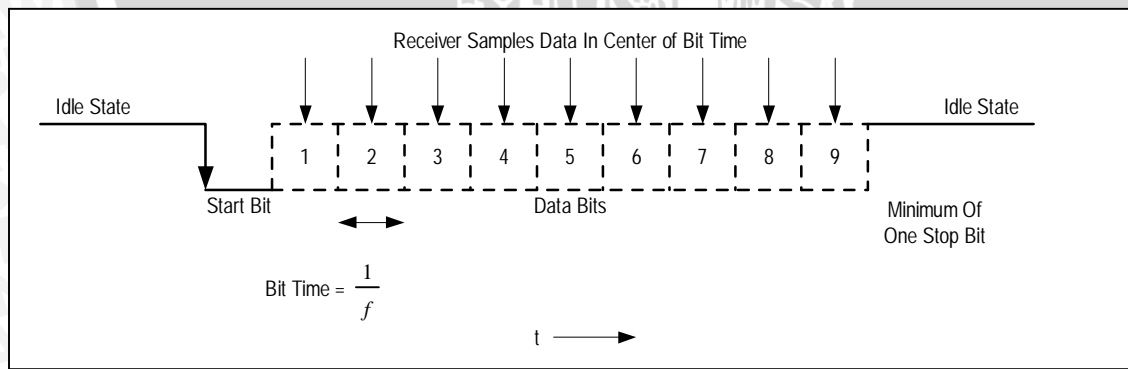 Receiver Samples Data In Center of Bit Time
Idle State
Idle State
1 2 3 4 5 6 7 8 9
Start Bit
Data Bits
Minimum Of
One Stop Bit
Bit Time = 1/f
t